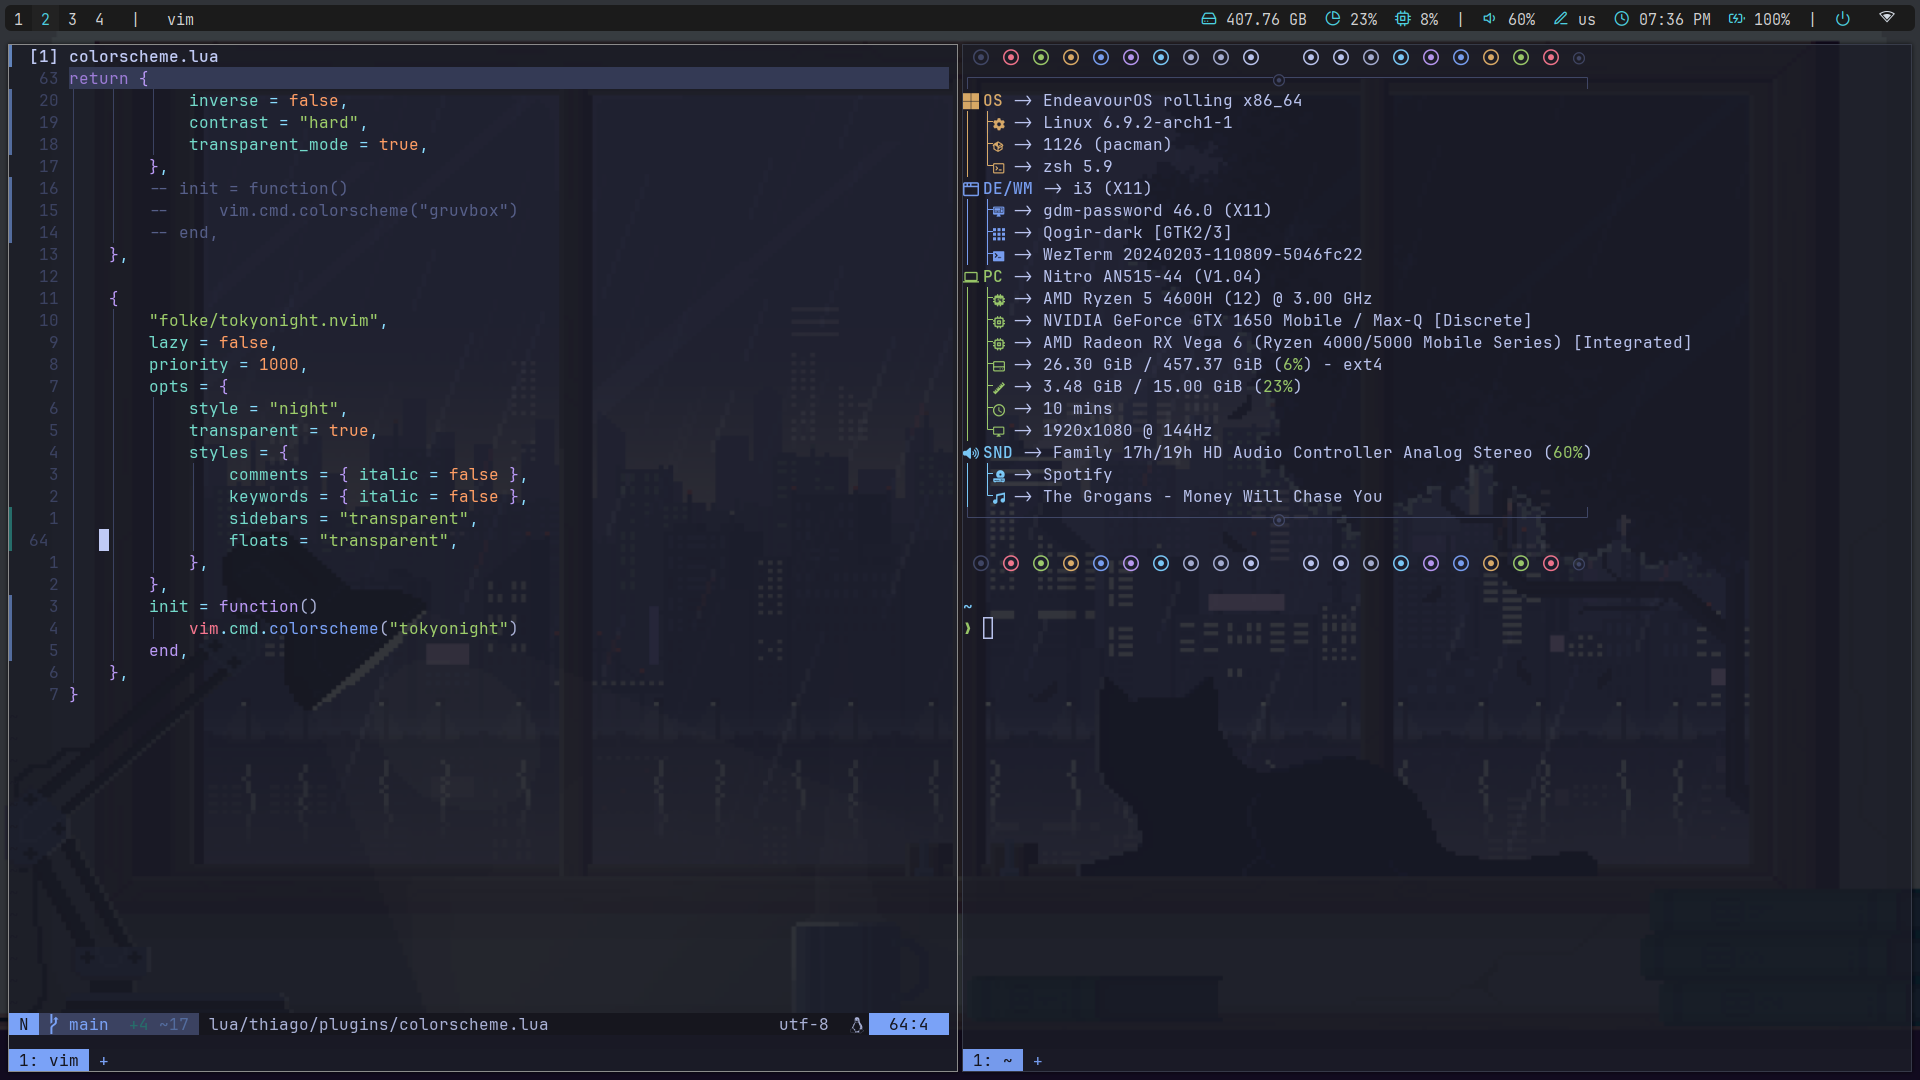 1 2 3 4 | vim 407.76 GB 23% 8% | 60% us 07:36 PM 100% |
[1] colorscheme.lua
63 return {
20 inverse = false,
19 contrast = "hard",
18 transparent_mode = true,
17 },
16 -- init = function()
15 -- vim.cmd.colorscheme("gruvbox")
14 -- end,
13 },
12
11 {
10 "folke/tokyonight.nvim",
9 lazy = false,
8 priority = 1000,
7 opts = {
6 style = "night",
5 transparent = true,
4 styles = {
3 comments = { italic = false },
2 keywords = { italic = false },
1 sidebars = "transparent",
64 floats = "transparent",
1 },
2 },
3 init = function()
4 vim.cmd.colorscheme("tokyonight")
5 end,
6 },
7 }
N main +4 ~17 lua/thiago/plugins/colorscheme.lua utf-8 64:4
1: vim +
OS -> EndeavourOS rolling x86_64
-> Linux 6.9.2-arch1-1
-> 1126 (pacman)
-> zsh 5.9
DE/WM -> i3 (X11)
-> gdm-password 46.0 (X11)
-> Qogir-dark [GTK2/3]
-> WezTerm 20240203-110809-5046fc22
PC -> Nitro AN515-44 (V1.04)
-> AMD Ryzen 5 4600H (12) @ 3.00 GHz
-> NVIDIA GeForce GTX 1650 Mobile / Max-Q [Discrete]
-> AMD Radeon RX Vega 6 (Ryzen 4000/5000 Mobile Series) [Integrated]
-> 26.30 GiB / 457.37 GiB (6%) - ext4
-> 3.48 GiB / 15.00 GiB (23%)
-> 10 mins
-> 1920x1080 @ 144Hz
SND -> Family 17h/19h HD Audio Controller Analog Stereo (60%)
-> Spotify
-> The Grogans - Money Will Chase You
~
❯
1: ~ +